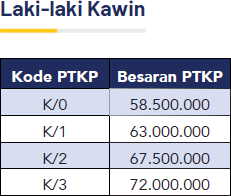 Laki-laki Kawin
Kode PTKP Besaran PTKP
K/0 58.500.000
K/1 63.000.000
K/2 67.500.000
K/3 72.000.000